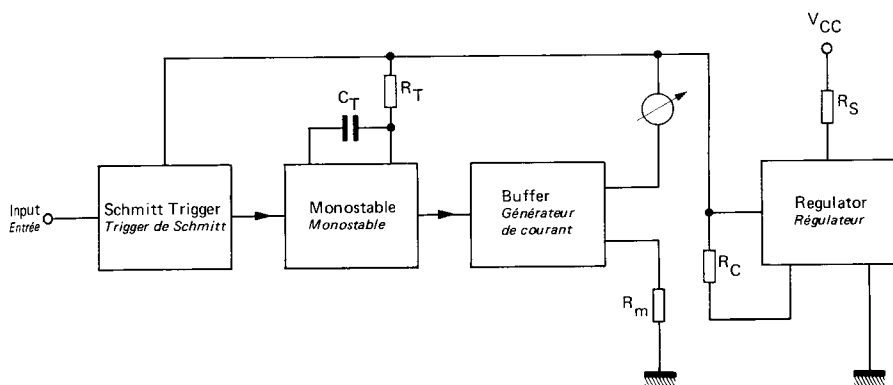 VCC
RS
RT
CT
Input
Entrée
Schmitt Trigger
Trigger de Schmitt
Monostable
Monostable
Buffer
Générateur
de courant
Regulator
Régulateur
RC
Rm